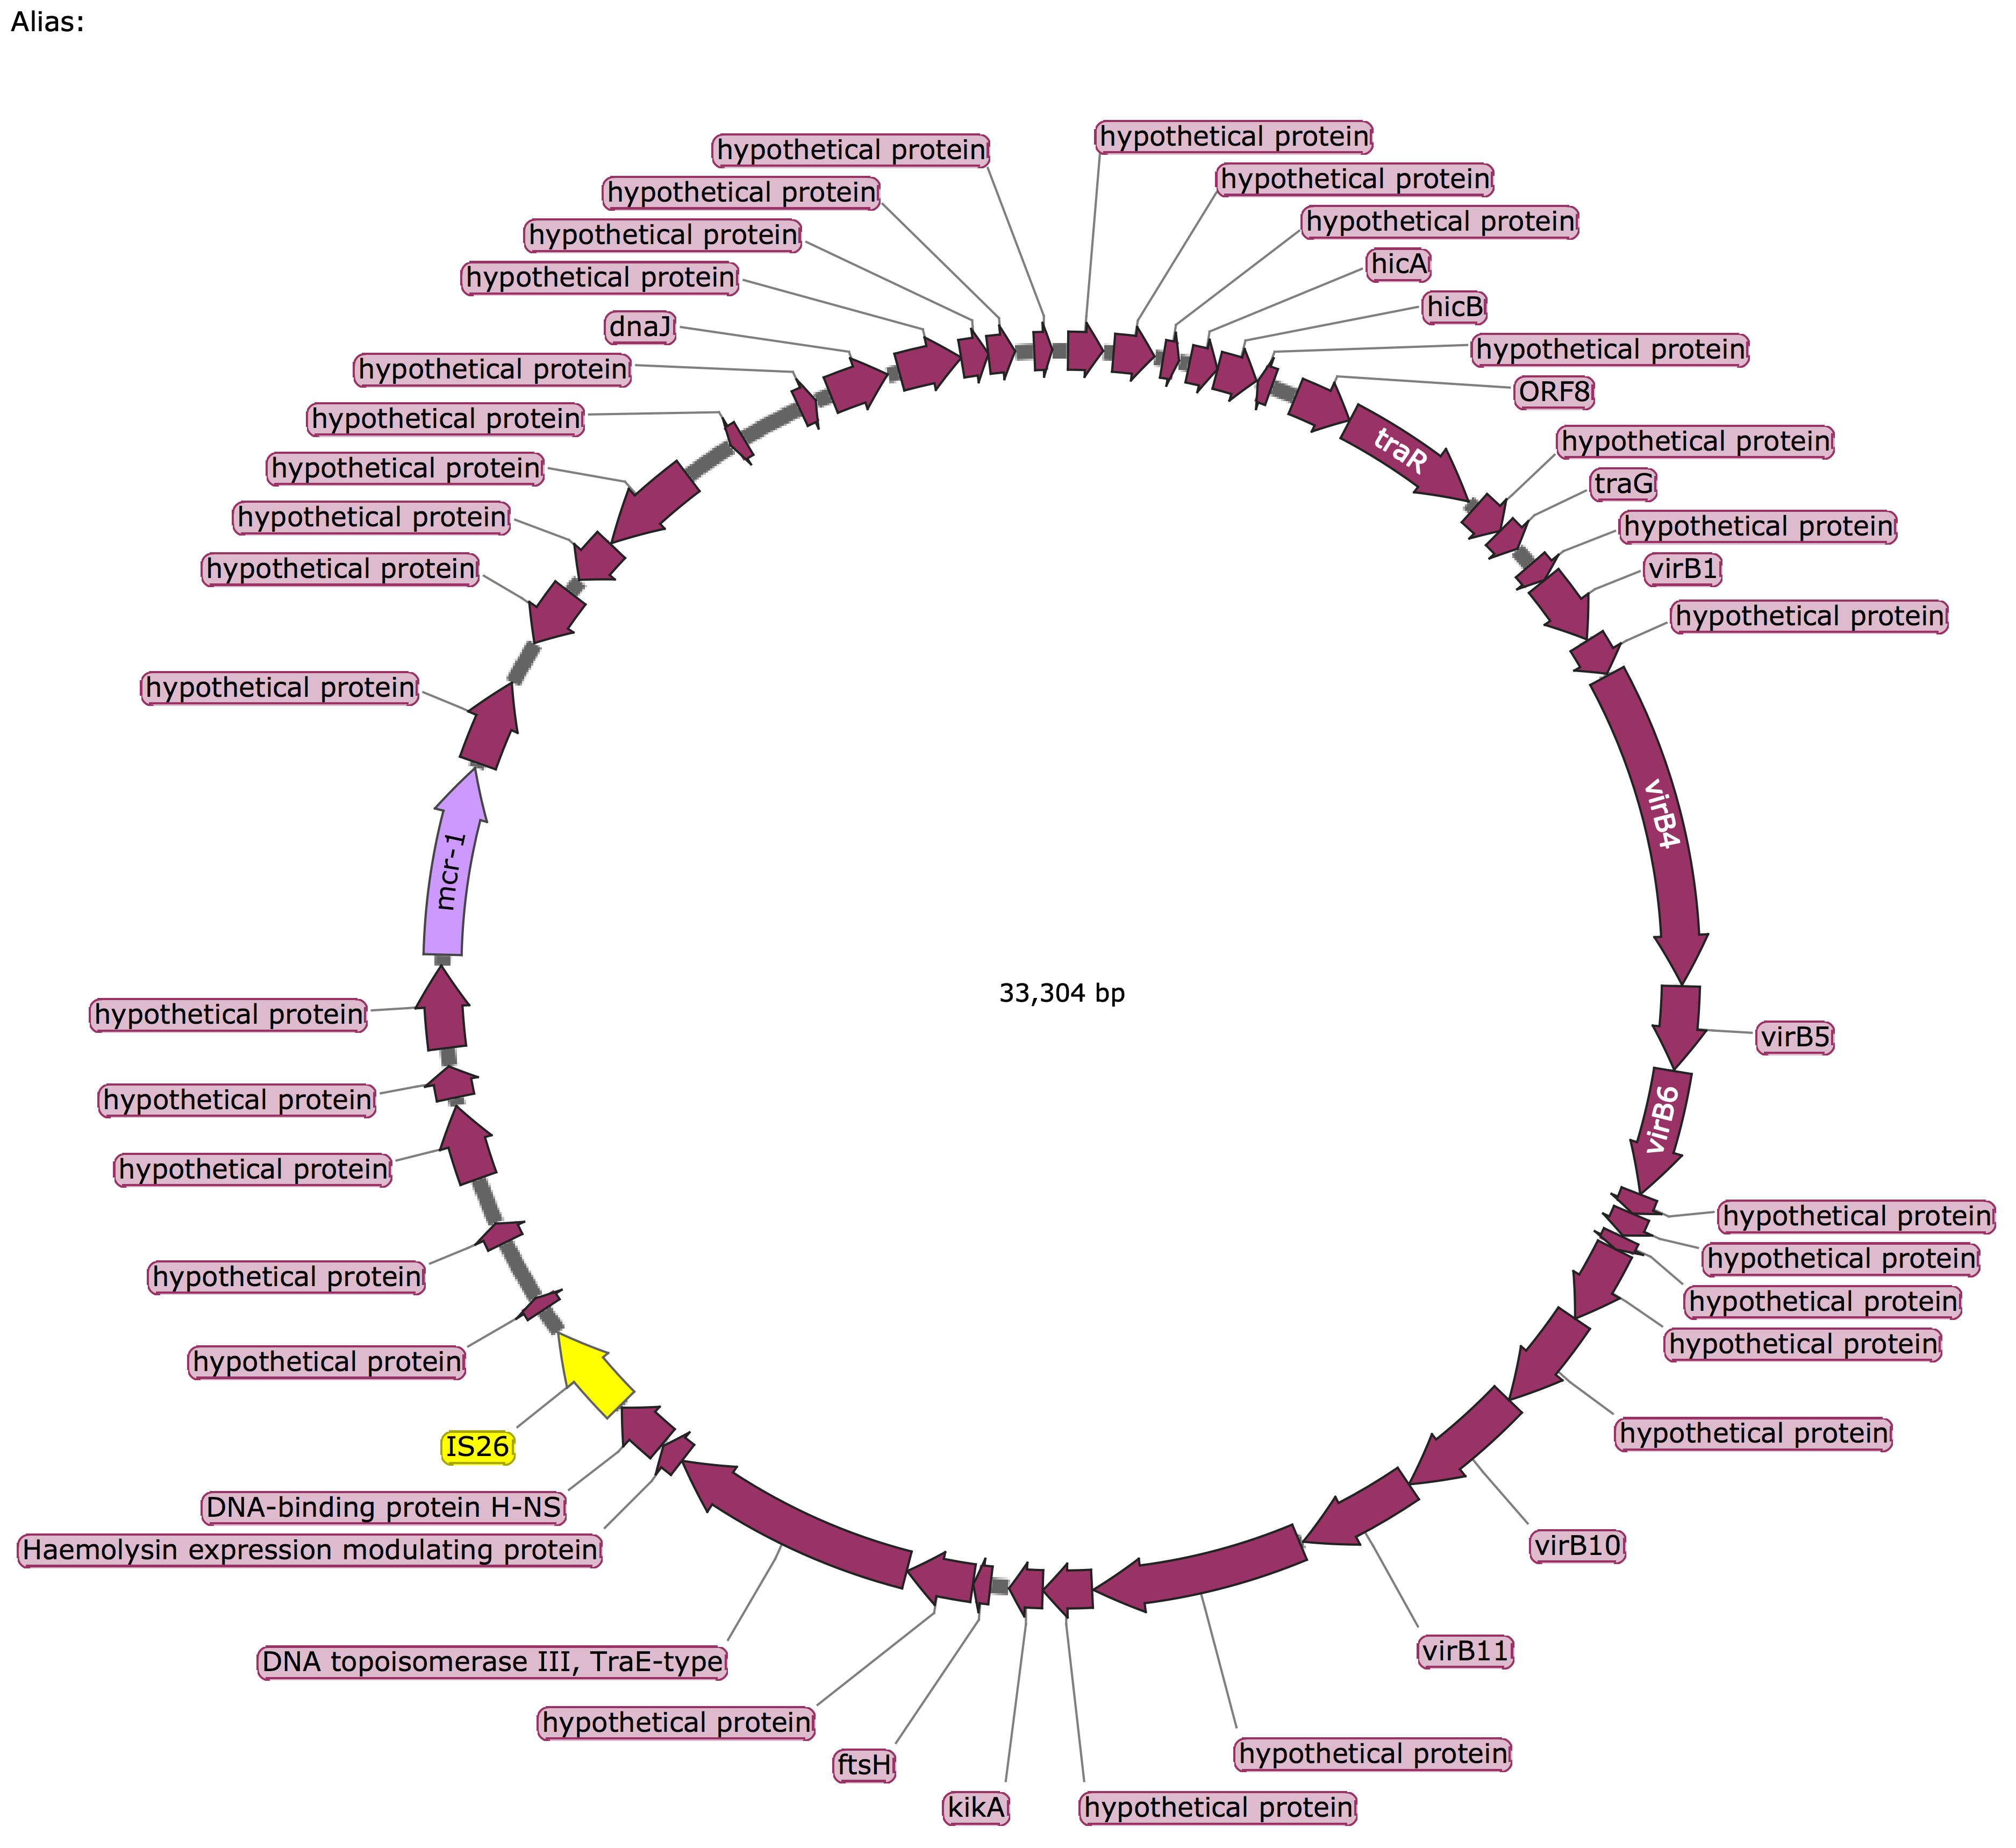 Alias:
hypothetical protein
hypothetical protein
hypothetical protein
hypothetical protein
hypothetical protein
hypothetical protein
hypothetical protein
hicA
hypothetical protein
hicB
dnaJ
hypothetical protein
hypothetical protein
ORF8
hypothetical protein
traR
hypothetical protein
hypothetical protein
traG
hypothetical protein
hypothetical protein
hypothetical protein
virB1
hypothetical protein
hypothetical protein
virB4
mcr-1
33,304 bp
hypothetical protein
virB5
hypothetical protein
virB6
hypothetical protein
hypothetical protein
hypothetical protein
hypothetical protein
hypothetical protein
hypothetical protein
hypothetical protein
hypothetical protein
IS26
DNA-binding protein H-NS
virB10
Haemolysin expression modulating protein
virB11
DNA topoisomerase III, TraE-type
hypothetical protein
hypothetical protein
ftsH
kikA
hypothetical protein